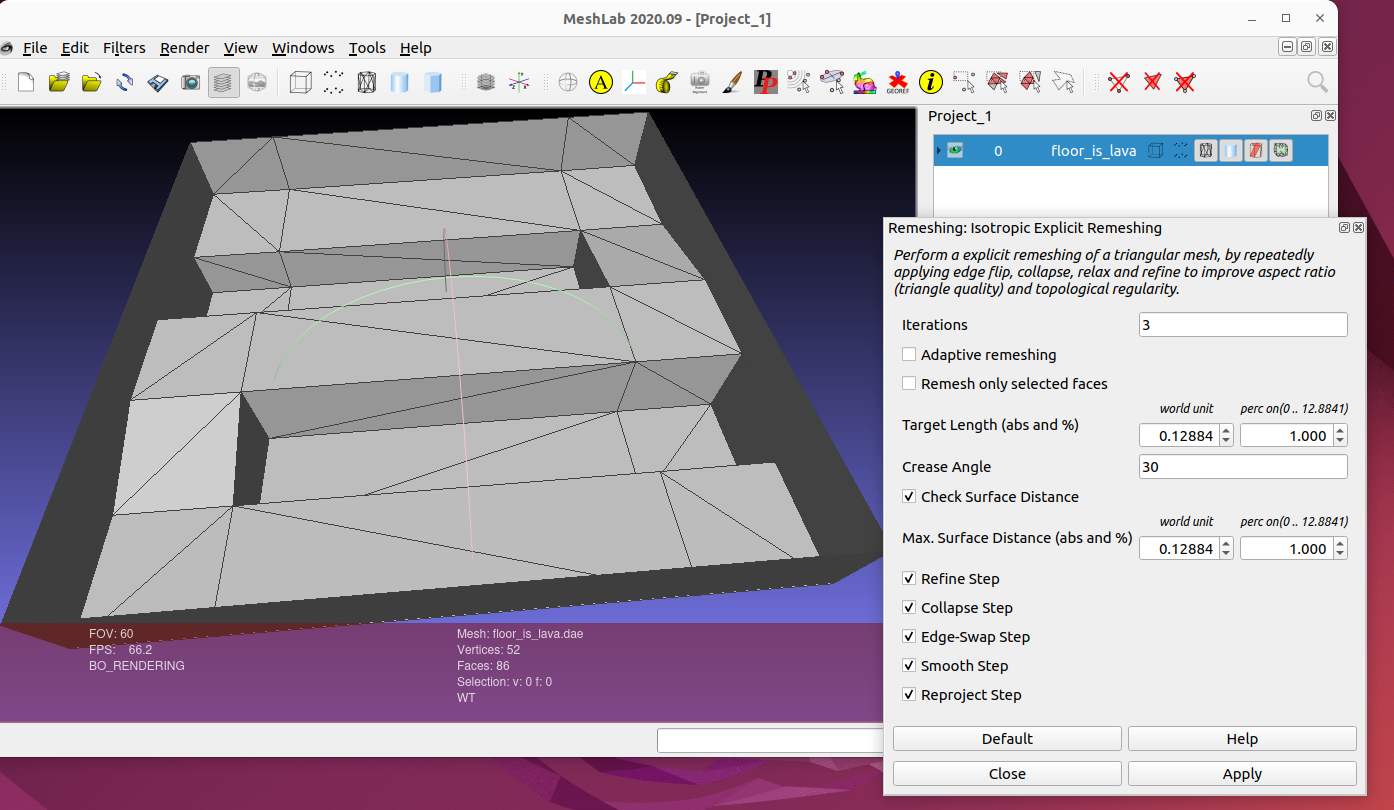 MeshLab 2020.09 - [Project_1]
File Edit Filters Render View Windows Tools Help
A
PP
GEOREF
i
Project_1
0 floor_is_lava
Remeshing: Isotropic Explicit Remeshing
Perform a explicit remeshing of a triangular mesh, by repeatedly
applying edge flip, collapse, relax and refine to improve aspect ratio
(triangle quality) and topological regularity.
Iterations 3
Adaptive remeshing
Remesh only selected faces
world unit perc on(0 .. 12.8841)
Target Length (abs and %) 0.12884 1.000
Crease Angle 30
Check Surface Distance
world unit perc on(0 .. 12.8841)
Max. Surface Distance (abs and %) 0.12884 1.000
Refine Step
Collapse Step
Edge-Swap Step
Smooth Step
Reproject Step
Default Help
Close Apply
FOV: 60
FPS: 66.2
BO_RENDERING
Mesh: floor_is_lava.dae
Vertices: 52
Faces: 86
Selection: v: 0 f: 0
WT